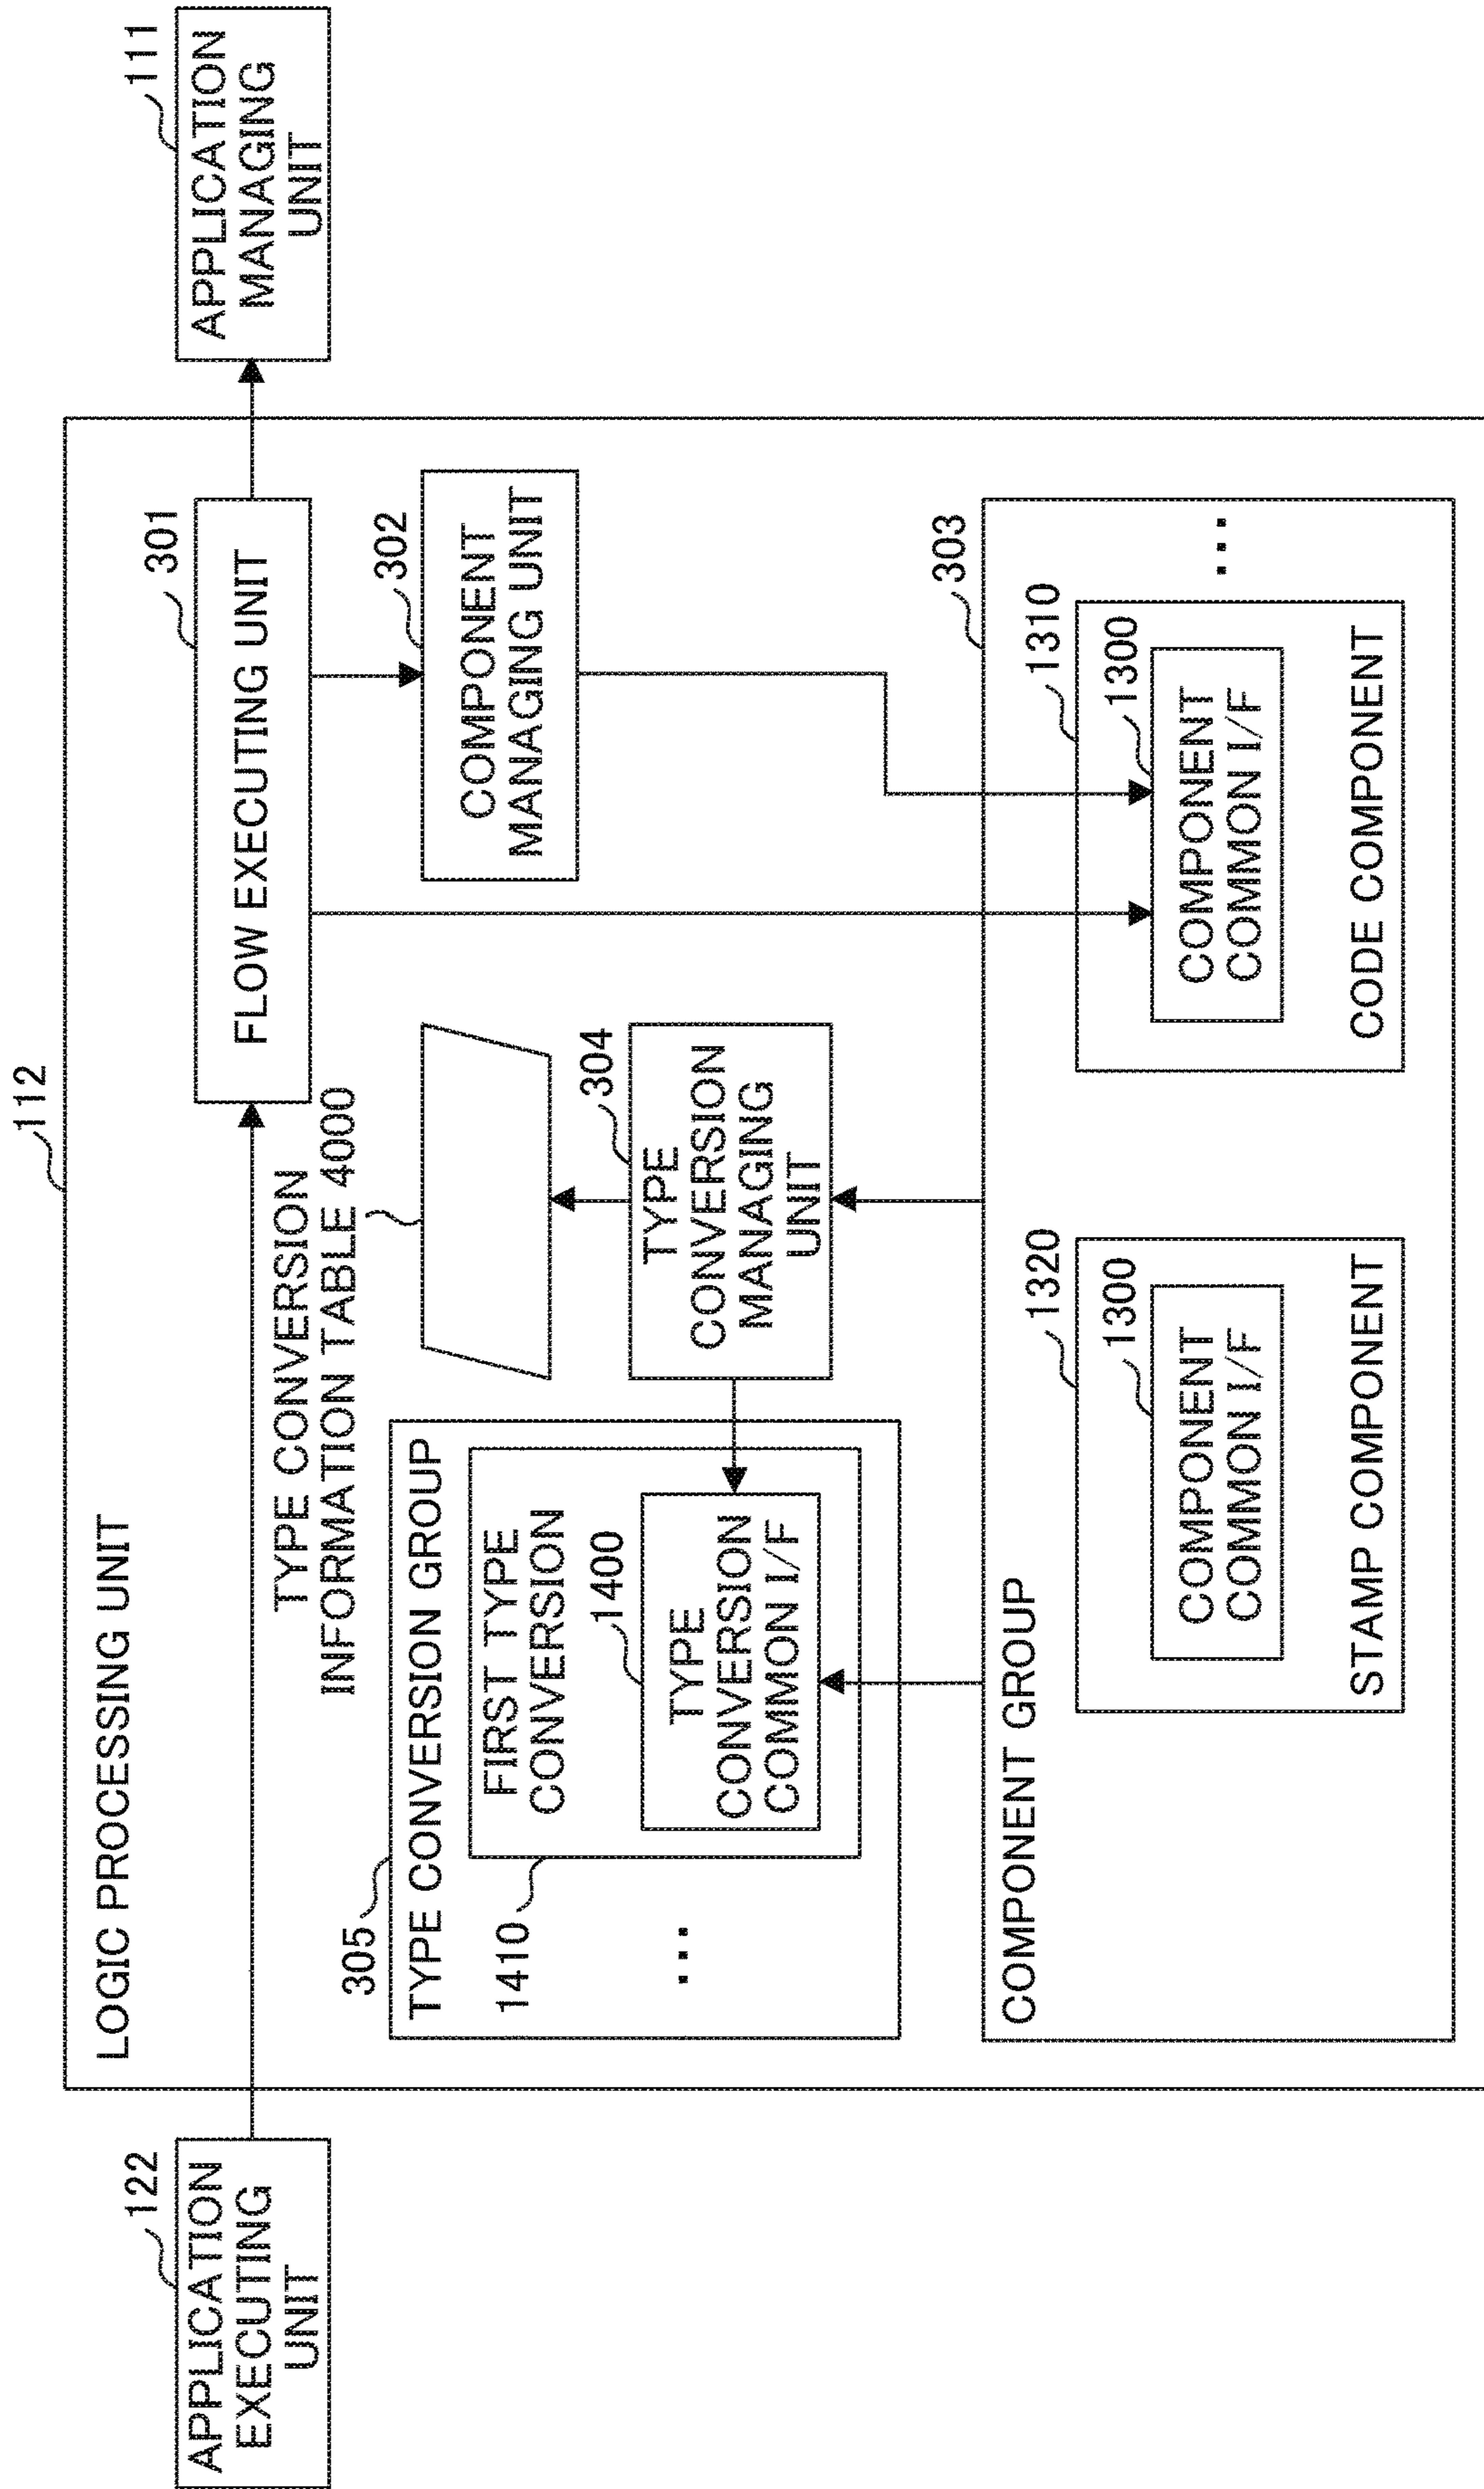 112
LOGIC PROCESSING UNIT
122
APPLICATION
EXECUTING
UNIT
301
FLOW EXECUTING UNIT
111
APPLICATION
MANAGING
UNIT
TYPE CONVERSION
INFORMATION TABLE 4000
302
COMPONENT
MANAGING UNIT
305
TYPE CONVERSION GROUP
1410
FIRST TYPE
CONVERSION
1400
TYPE
CONVERSION
COMMON I/F
...
304
TYPE
CONVERSION
MANAGING
UNIT
303
COMPONENT GROUP
1320
1300
COMPONENT
COMMON I/F
STAMP COMPONENT
1310
1300
COMPONENT
COMMON I/F
CODE COMPONENT
...